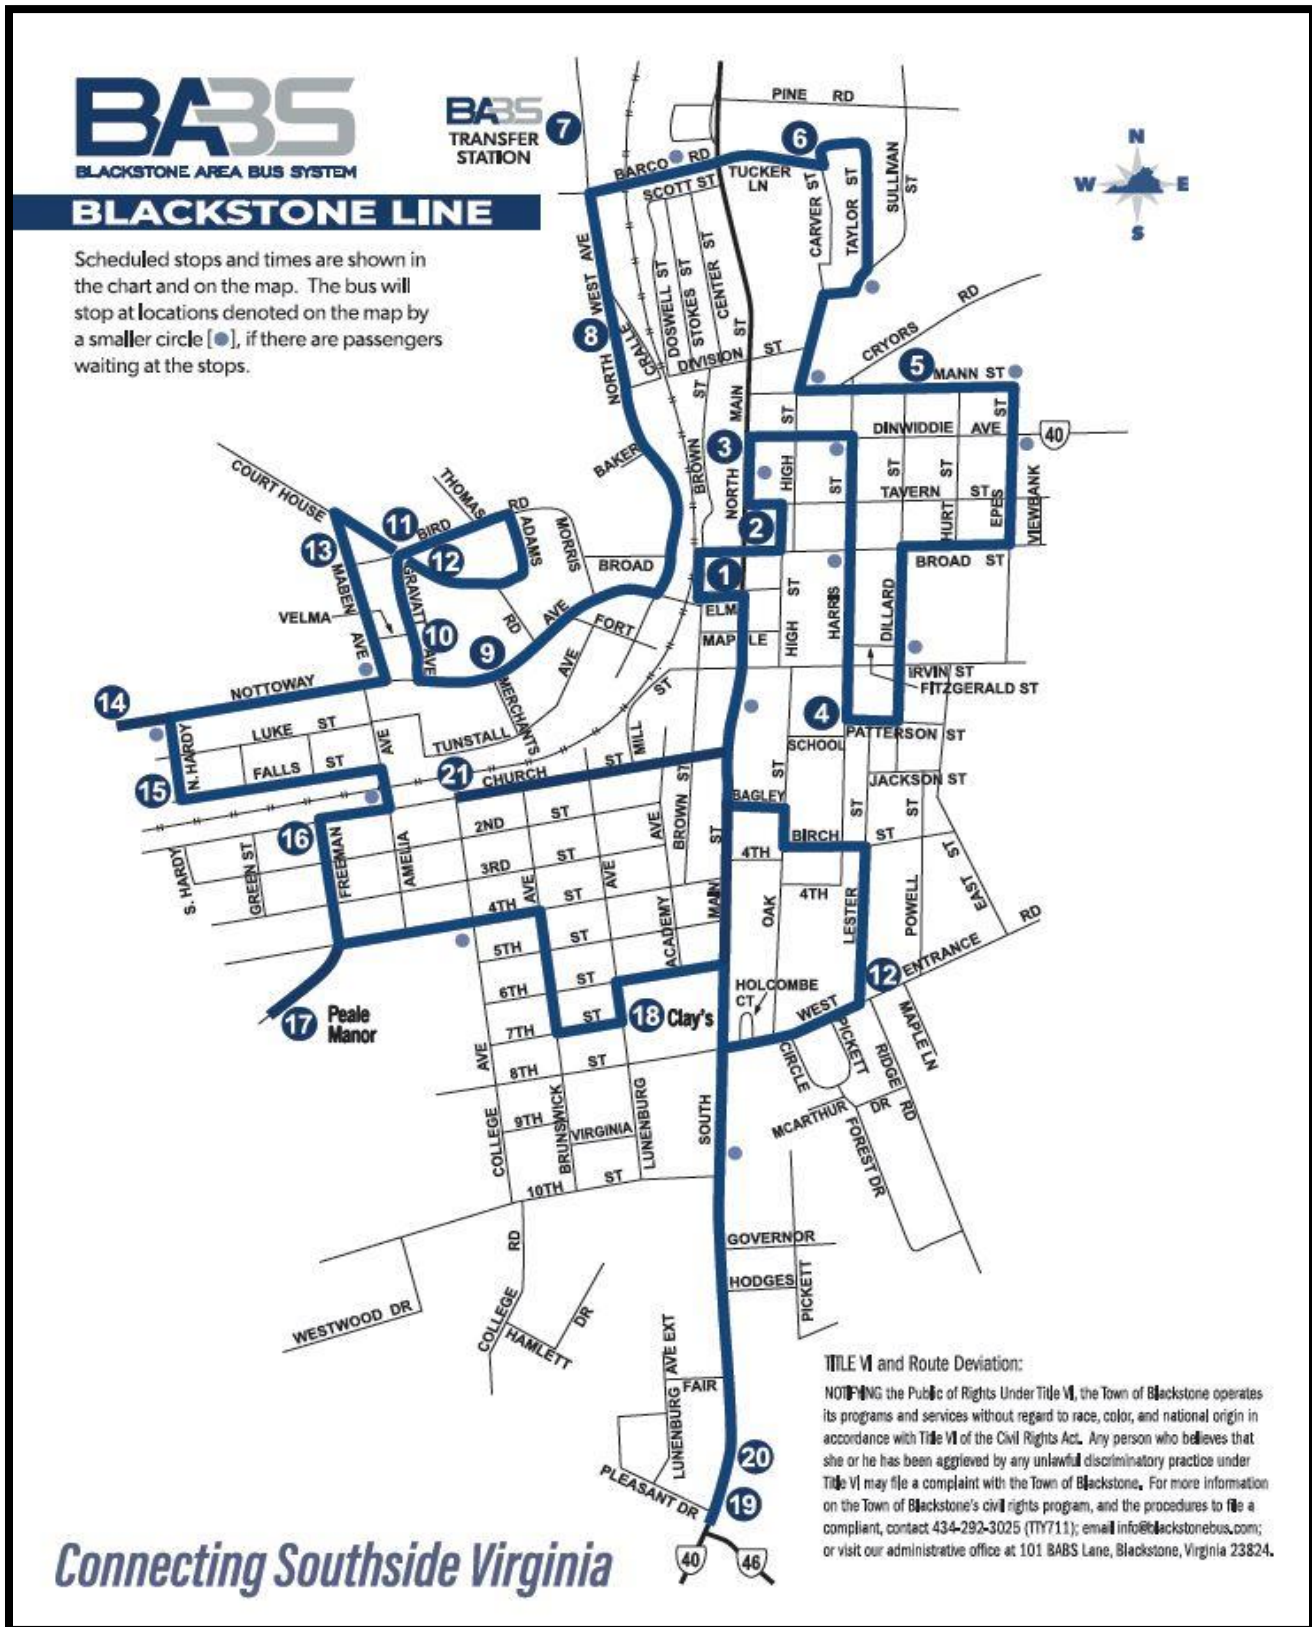 BABS
BLACKSTONE AREA BUS SYSTEM
BLACKSTONE LINE
Scheduled stops and times are shown in
the chart and on the map. The bus will
stop at locations denoted on the map by
a smaller circle [●], if there are passengers
waiting at the stops.
BABS
TRANSFER
STATION
7
N
W E
S
PINE RD
6
BARCO RD
SCOTT ST
TUCKER
LN
CARVER ST
TAYLOR ST
SULLIVAN
ST
NORTH WEST AVE
8
CRALLE
DOSWELL ST
STOKES ST
CENTER ST
DIVISION ST
CRYORS RD
5
MANN ST
BROWN ST
NORTH MAIN ST
3
HIGH ST
DINWIDDIE AVE
40
BAKER
TAVERN ST
HURT ST
EPES ST
VIEWBANK
2
COURT HOUSE
THOMAS RD
11
BIRD RD
ADAMS
MORRIS
12
13
MABEN AVE
GRAVATT AVE
BROAD
BROAD ST
1
ELM
MAPLE
HIGH ST
HARRIS ST
DILLARD ST
VELMA
10
9
AVE
FORT
AVE
MERCHANTS
IRVIN ST
FITZGERALD ST
14
NOTTOWAY
N. HARDY
LUKE ST
FALLS ST
AVE
TUNSTALL
MILL ST
4
PATTERSON ST
SCHOOL
JACKSON ST
15
21
CHURCH ST
BROWN ST
BAGLEY
ST
BIRCH ST
16
2ND ST
3RD ST
4TH ST
5TH ST
6TH ST
7TH ST
8TH ST
9TH
10TH ST
S. HARDY
GREEN ST
FREEMAN
AMELIA
AVE
AVE
ACADEMY AVE
MAIN ST
4TH
4TH
OAK
LESTER ST
POWELL ST
EAST ST
12
WEST ENTRANCE RD
HOLCOMBE
CT
17
Peale
Manor
18
Clay's
CIRCLE
PICKETT
RIDGE RD
MAPLE LN
MCARTHUR DR
FOREST DR
COLLEGE AVE
BRUNSWICK
VIRGINIA
LUNENBURG
SOUTH
GOVERNOR
HODGES
PICKETT
WESTWOOD DR
COLLEGE RD
HAMLETT DR
LUNENBURG AVE EXT
FAIR
PLEASANT DR
20
19
40
46
TITLE VI and Route Deviation:
NOTIFYING the Public of Rights Under Title VI, the Town of Blackstone operates
its programs and services without regard to race, color, and national origin in
accordance with Title VI of the Civil Rights Act. Any person who believes that
she or he has been aggrieved by any unlawful discriminatory practice under
Title VI may file a complaint with the Town of Blackstone. For more information
on the Town of Blackstone's civil rights program, and the procedures to file a
compliant, contact 434-292-3025 (TTY711); email info@blackstonebus.com;
or visit our administrative office at 101 BABS Lane, Blackstone, Virginia 23824.
Connecting Southside Virginia